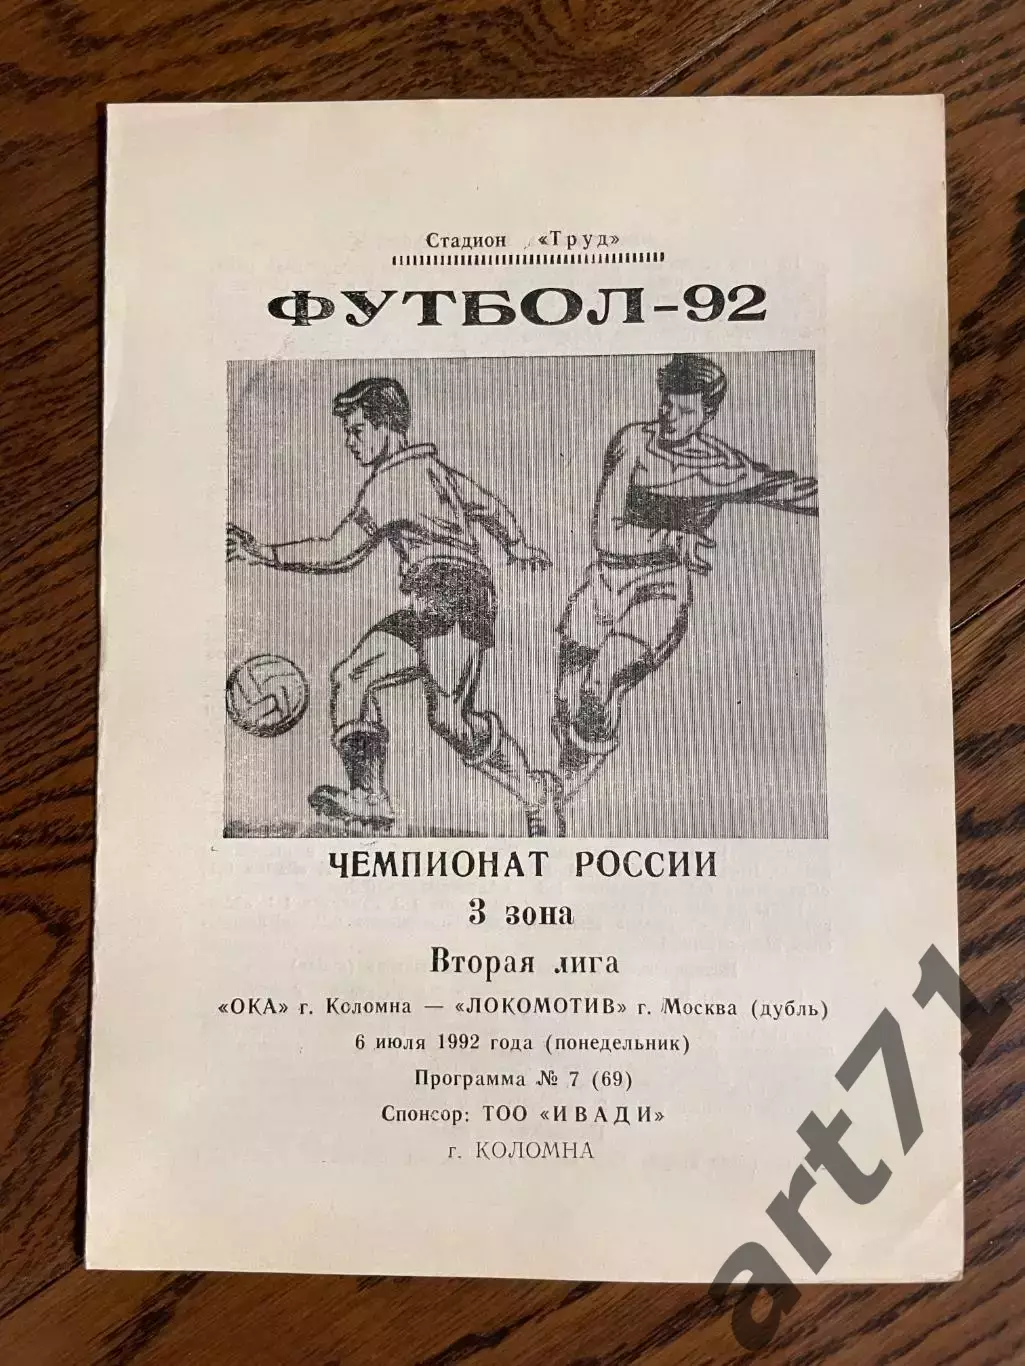 Стадион «Труд»
ФУТБОЛ-92
ЧЕМПИОНАТ РОССИИ
3 зона
Вторая лига
«ОКА» г. Коломна — «ЛОКОМОТИВ» г. Москва (дубль)
6 июля 1992 года (понедельник)
Программа № 7 (69)
Спонсор: ТОО «ИВАДИ»
г. КОЛОМНА
art71